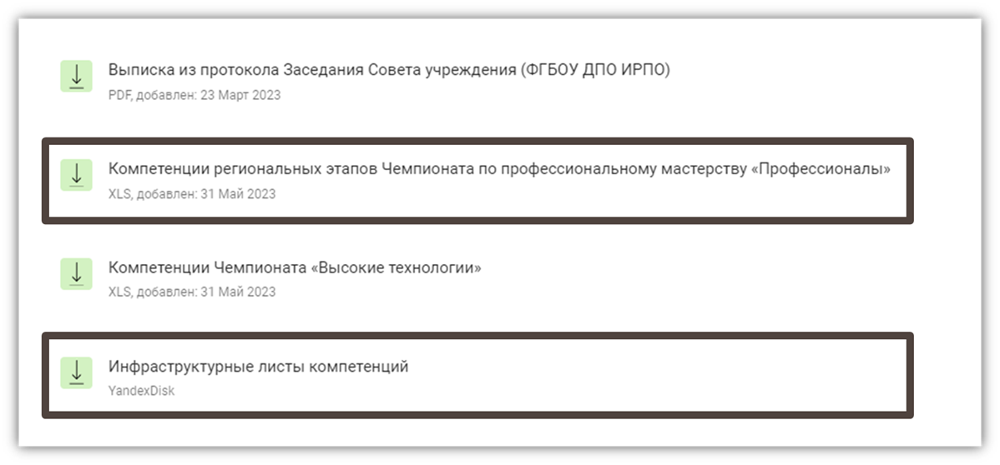 Выписка из протокола Заседания Совета учреждения (ФГБОУ ДПО ИРПО)
PDF, добавлен: 23 Март 2023
Компетенции региональных этапов Чемпионата по профессиональному мастерству «Профессионалы»
XLS, добавлен: 31 Май 2023
Компетенции Чемпионата «Высокие технологии»
XLS, добавлен: 31 Май 2023
Инфраструктурные листы компетенций
YandexDisk